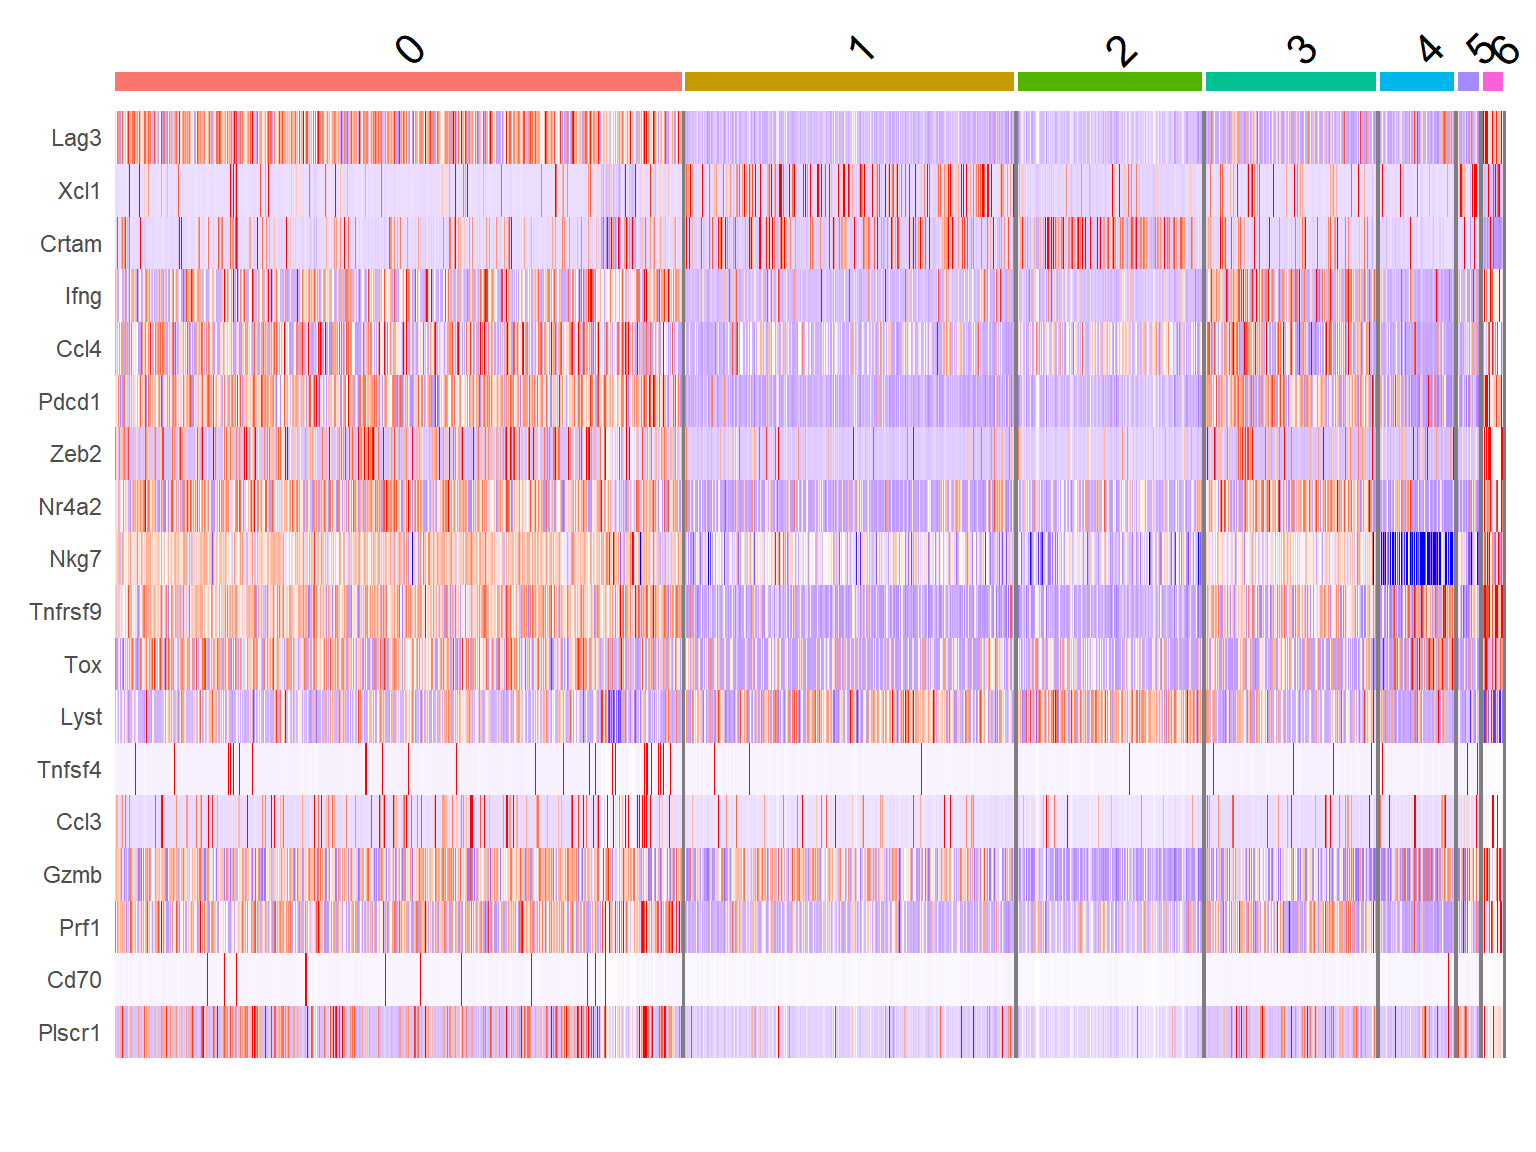 0 1 2 3 4 5 6
Lag3
Xcl1
Crtam
Ifng
Ccl4
Pdcd1
Zeb2
Nr4a2
Nkg7
Tnfrsf9
Tox
Lyst
Tnfsf4
Ccl3
Gzmb
Prf1
Cd70
Plscr1